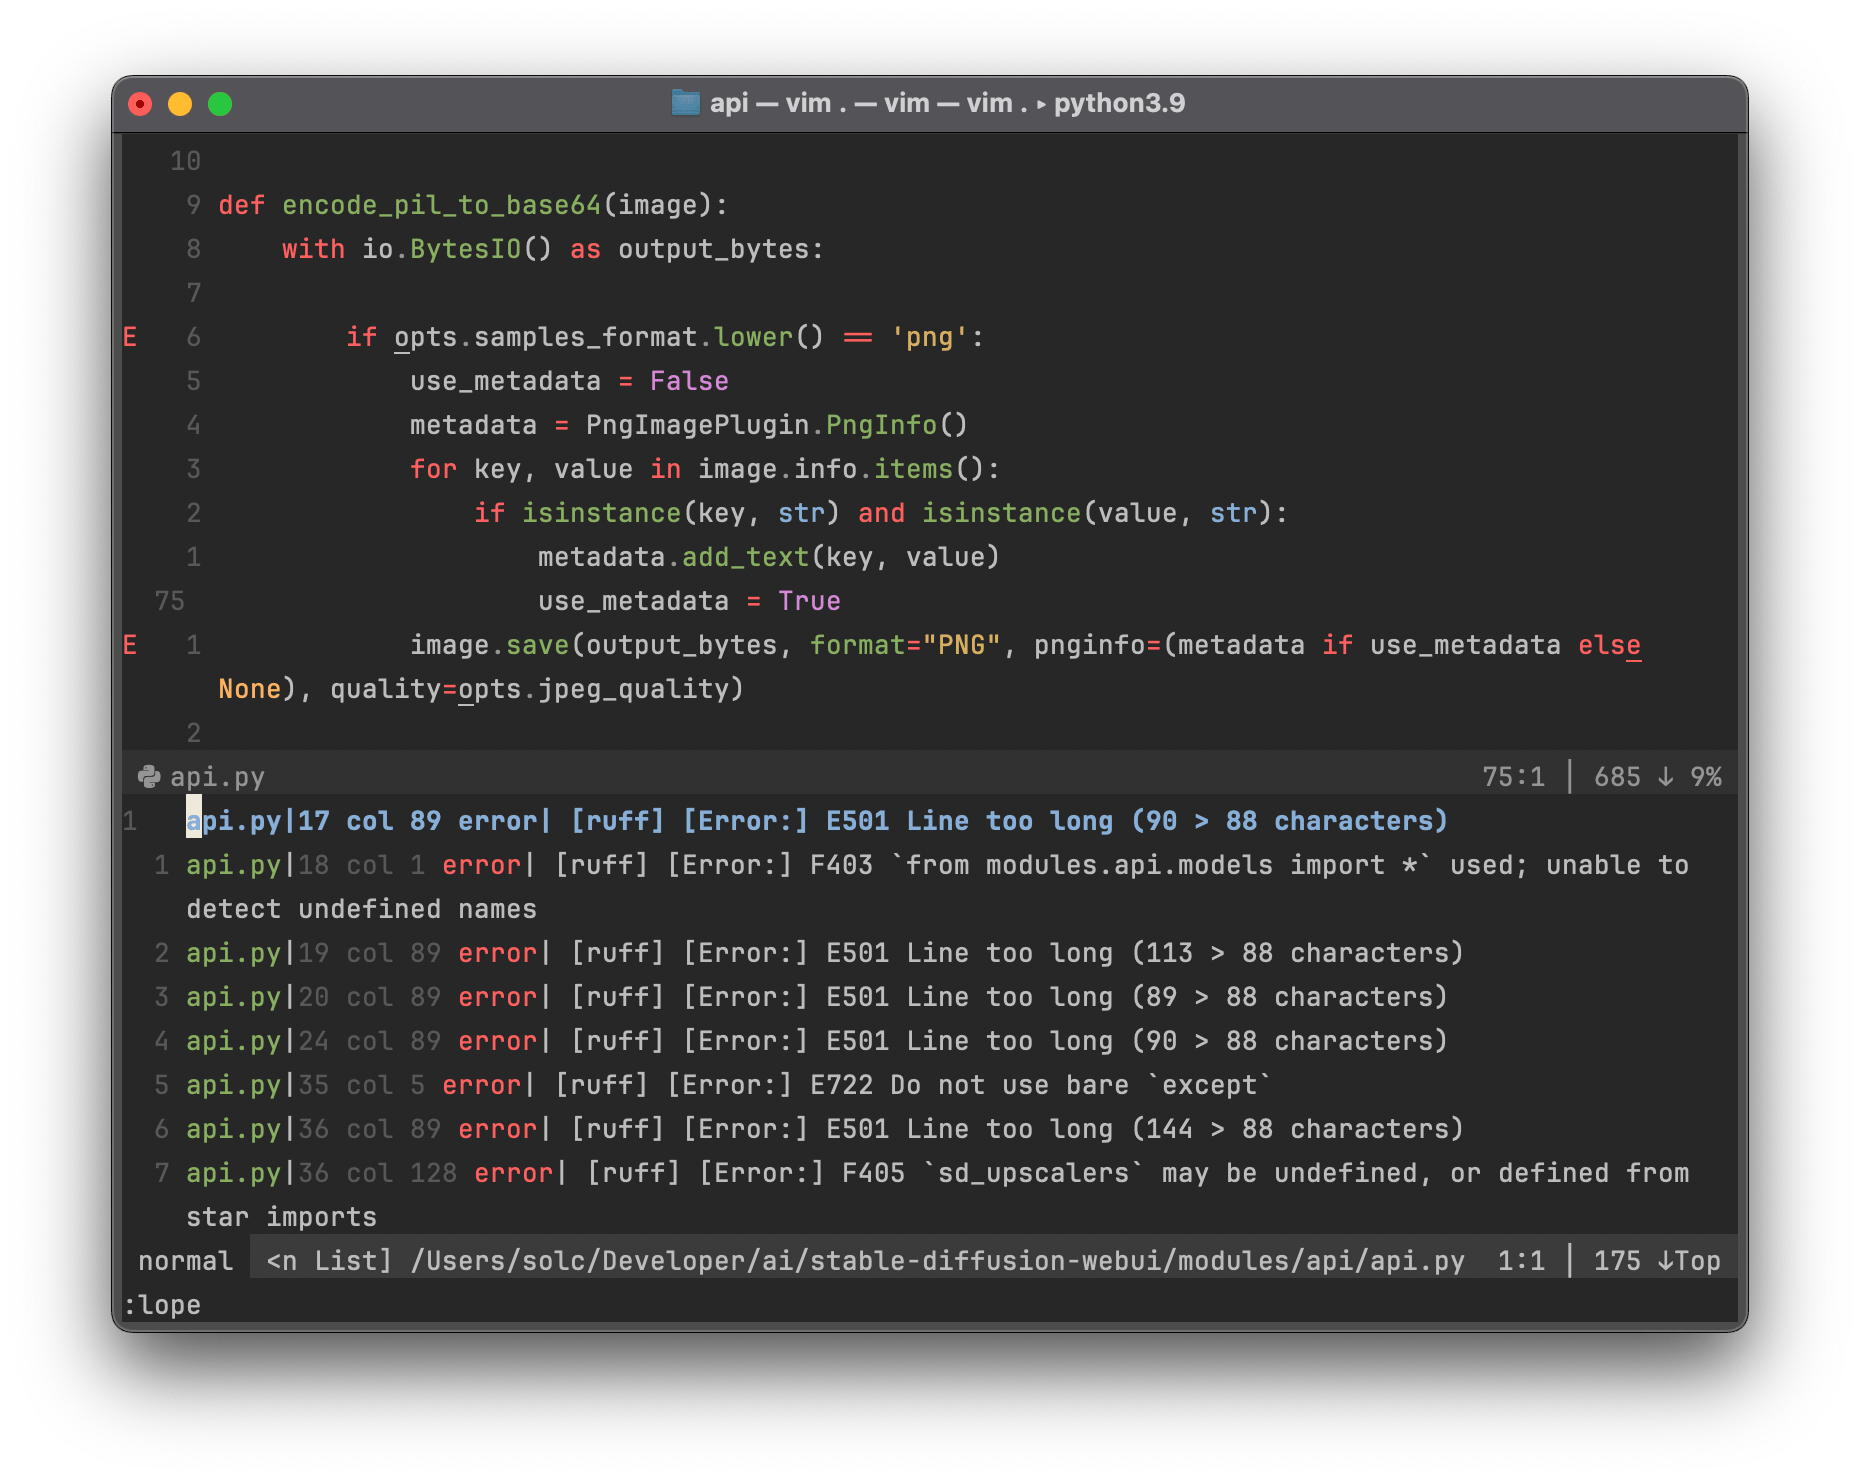 api — vim . — vim — vim . ▸ python3.9
10
9 def encode_pil_to_base64(image):
8     with io.BytesIO() as output_bytes:
7
E 6         if opts.samples_format.lower() == 'png':
5             use_metadata = False
4             metadata = PngImagePlugin.PngInfo()
3             for key, value in image.info.items():
2                 if isinstance(key, str) and isinstance(value, str):
1                     metadata.add_text(key, value)
75                     use_metadata = True
E 1             image.save(output_bytes, format="PNG", pnginfo=(metadata if use_metadata else
None), quality=opts.jpeg_quality)
2
api.py 75:1 | 685 ↓ 9%
1 api.py|17 col 89 error| [ruff] [Error:] E501 Line too long (90 > 88 characters)
1 api.py|18 col 1 error| [ruff] [Error:] F403 `from modules.api.models import *` used; unable to
detect undefined names
2 api.py|19 col 89 error| [ruff] [Error:] E501 Line too long (113 > 88 characters)
3 api.py|20 col 89 error| [ruff] [Error:] E501 Line too long (89 > 88 characters)
4 api.py|24 col 89 error| [ruff] [Error:] E501 Line too long (90 > 88 characters)
5 api.py|35 col 5 error| [ruff] [Error:] E722 Do not use bare `except`
6 api.py|36 col 89 error| [ruff] [Error:] E501 Line too long (144 > 88 characters)
7 api.py|36 col 128 error| [ruff] [Error:] F405 `sd_upscalers` may be undefined, or defined from
star imports
normal <n List] /Users/solc/Developer/ai/stable-diffusion-webui/modules/api/api.py 1:1 | 175 ↓Top
:lope